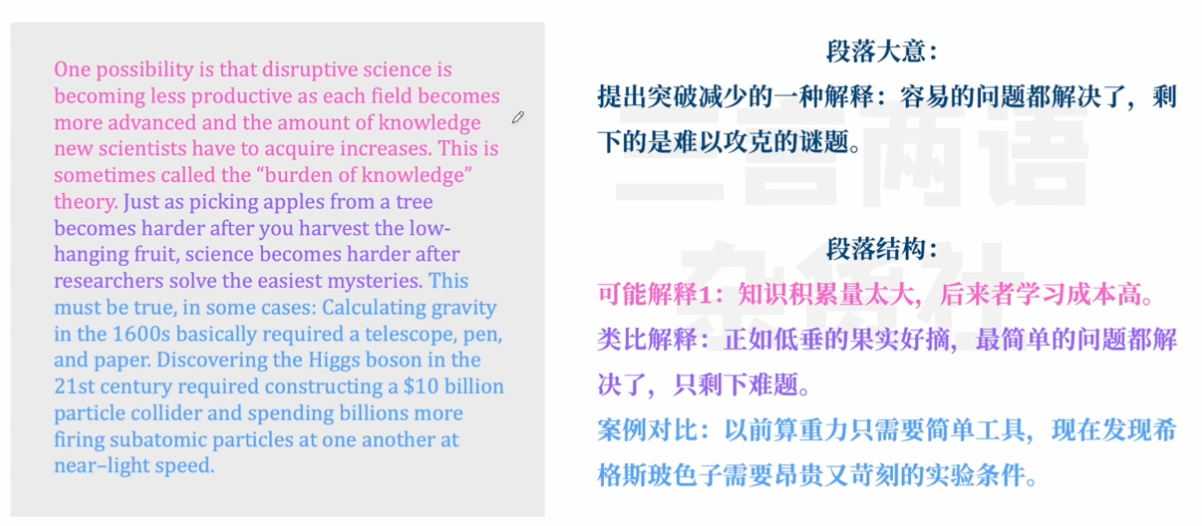 One possibility is that disruptive science is
becoming less productive as each field becomes
more advanced and the amount of knowledge
new scientists have to acquire increases. This is
sometimes called the “burden of knowledge”
theory. Just as picking apples from a tree
becomes harder after you harvest the low-
hanging fruit, science becomes harder after
researchers solve the easiest mysteries. This
must be true, in some cases: Calculating gravity
in the 1600s basically required a telescope, pen,
and paper. Discovering the Higgs boson in the
21st century required constructing a $10 billion
particle collider and spending billions more
firing subatomic particles at one another at
near–light speed.
段落大意：
提出突破减少的一种解释：容易的问题都解决了，剩
下的是难以攻克的谜题。
段落结构：
可能解释1：知识积累量太大，后来者学习成本高。
类比解释：正如低垂的果实好摘，最简单的问题都解
决了，只剩下难题。
案例对比：以前算重力只需要简单工具，现在发现希
格斯玻色子需要昂贵又苛刻的实验条件。
三言两语
杂货社